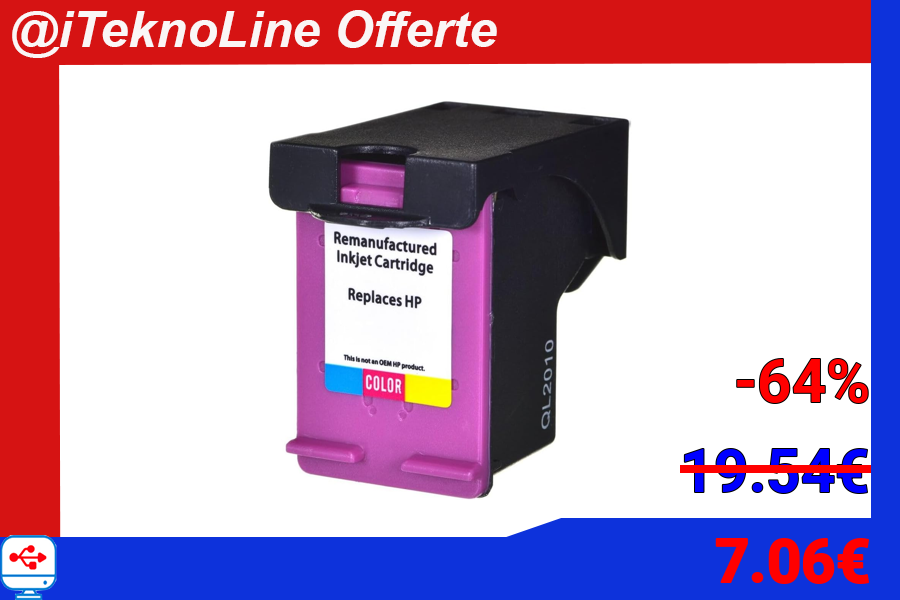 @iTeknoLine Offerte
Remanufactured
Inkjet Cartridge
Replaces HP
This is not an OEM HP product.
COLOR
QL2010
-64%
19.54€
7.06€